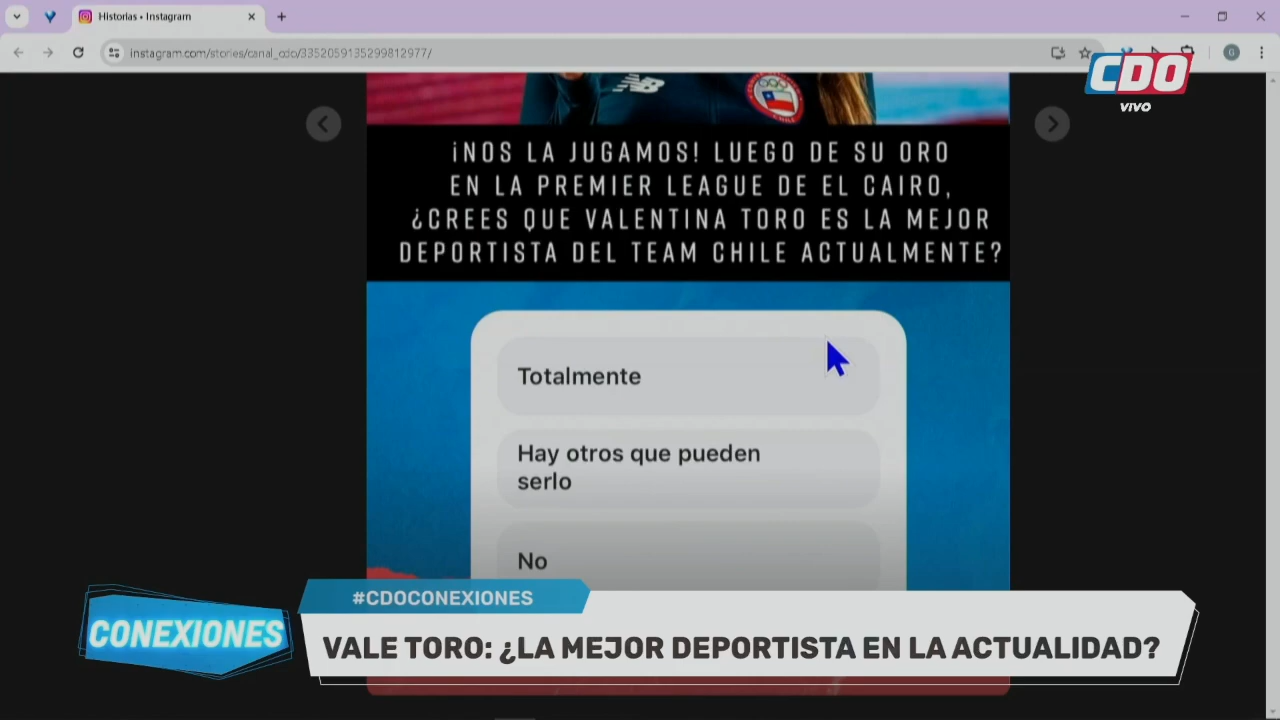 Historias • Instagram
instagram.com/stories/canal_cdo/3352059135299812977/
CDO
VIVO
CHILE
¡NOS LA JUGAMOS! LUEGO DE SU ORO
EN LA PREMIER LEAGUE DE EL CAIRO,
¿CREES QUE VALENTINA TORO ES LA MEJOR
DEPORTISTA DEL TEAM CHILE ACTUALMENTE?
Totalmente
Hay otros que pueden
serlo
No
#CDOCONEXIONES
CONEXIONES
VALE TORO: ¿LA MEJOR DEPORTISTA EN LA ACTUALIDAD?